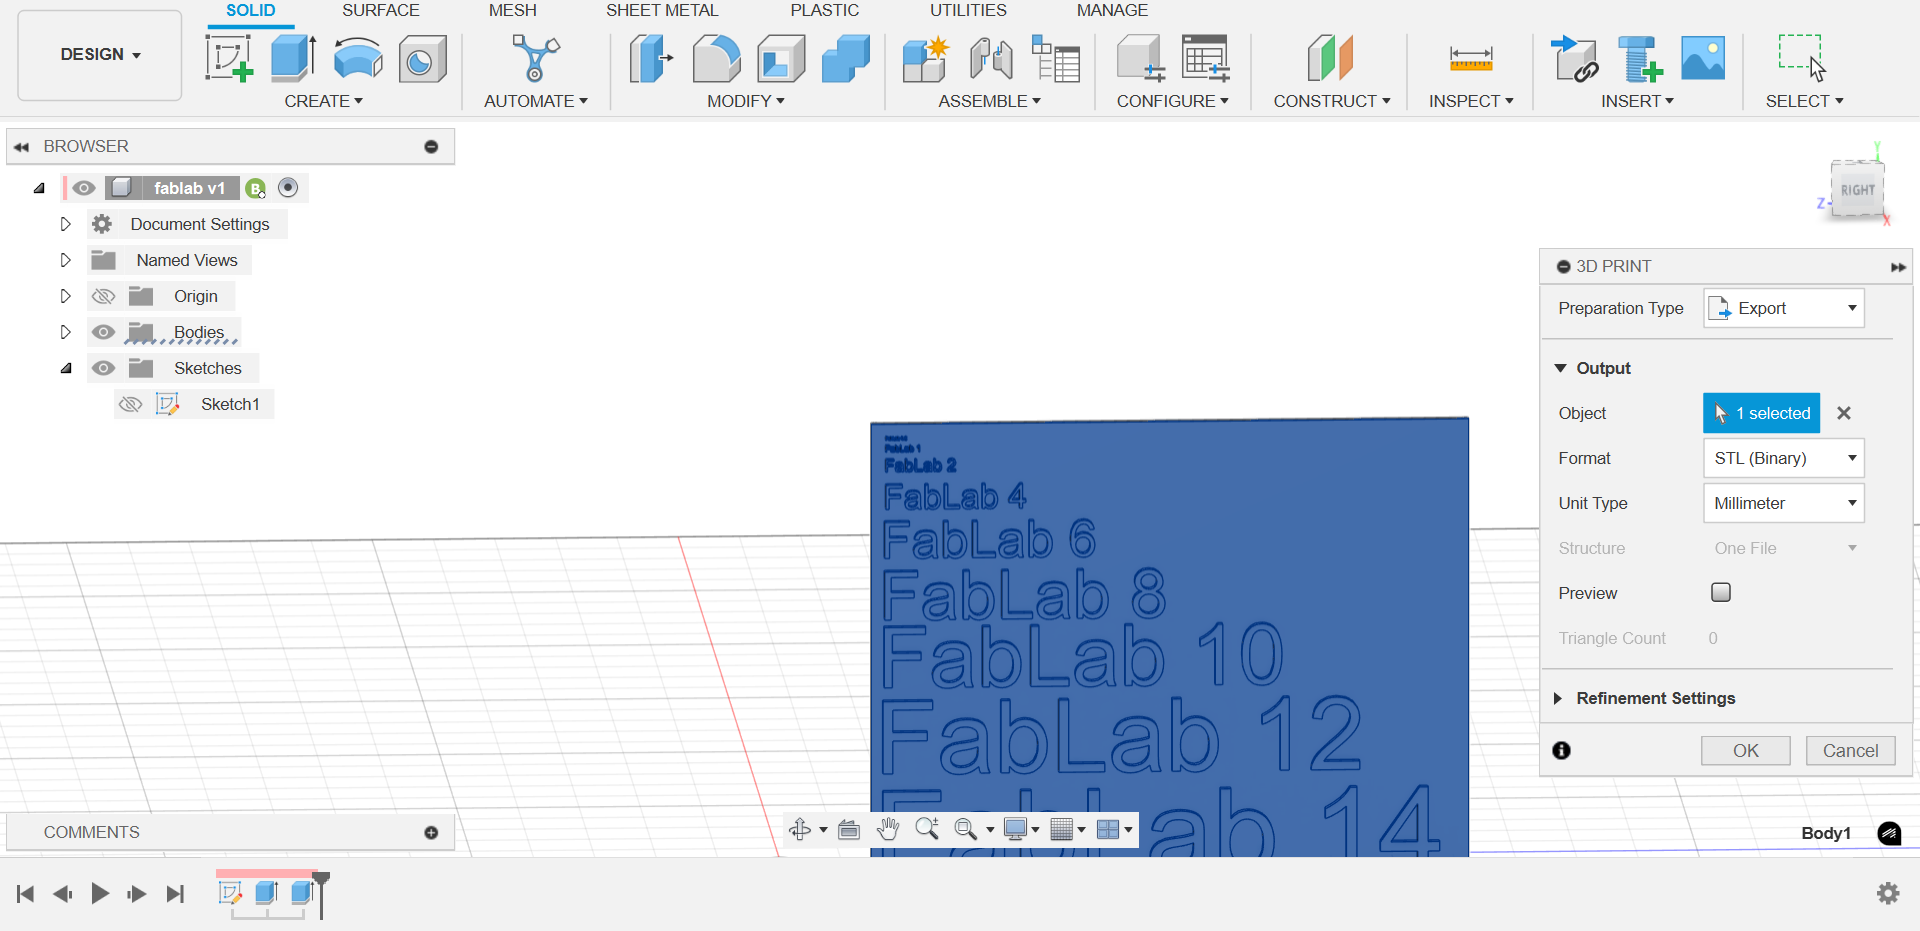 SOLID SURFACE MESH SHEET METAL PLASTIC UTILITIES MANAGE
DESIGN
CREATE AUTOMATE MODIFY ASSEMBLE CONFIGURE CONSTRUCT INSPECT INSERT SELECT
BROWSER
fablab v1 B
Document Settings
Named Views
Origin
Bodies
Sketches
Sketch1
Y
RIGHT
Z
X
3D PRINT
Preparation Type Export
Output
Object 1 selected
Format STL (Binary)
Unit Type Millimeter
Structure One File
Preview
Triangle Count 0
Refinement Settings
OK Cancel
FabLab 1
FabLab 2
FabLab 4
FabLab 6
FabLab 8
FabLab 10
FabLab 12
FabLab 14
COMMENTS
Body1